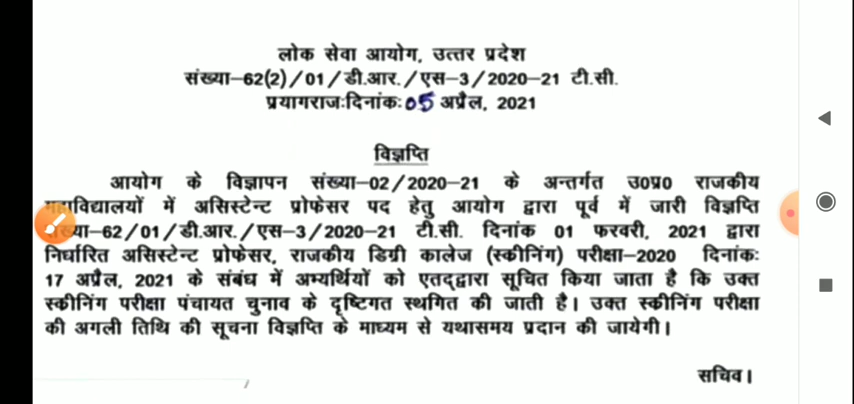 लोक सेवा आयोग, उत्तर प्रदेश
संख्या–62(2)/01/डी.आर./एस–3/2020–21 टी.सी.
प्रयागराज:दिनांक: 05 अप्रैल, 2021
विज्ञप्ति
आयोग के विज्ञापन संख्या–02/2020–21 के अन्तर्गत उ0प्र0 राजकीय
महाविद्यालयों में असिस्टेन्ट प्रोफेसर पद हेतु आयोग द्वारा पूर्व में जारी विज्ञप्ति
संख्या–62/01/डी.आर./एस–3/2020–21 टी.सी. दिनांक 01 फरवरी, 2021 द्वारा
निर्धारित असिस्टेन्ट प्रोफेसर, राजकीय डिग्री कालेज (स्कीनिंग) परीक्षा–2020 दिनांक:
17 अप्रैल, 2021 के संबंध में अभ्यर्थियों को एतद्द्वारा सूचित किया जाता है कि उक्त
स्कीनिंग परीक्षा पंचायत चुनाव के दृष्टिगत स्थगित की जाती है। उक्त स्कीनिंग परीक्षा
की अगली तिथि की सूचना विज्ञप्ति के माध्यम से यथासमय प्रदान की जायेगी।
सचिव।